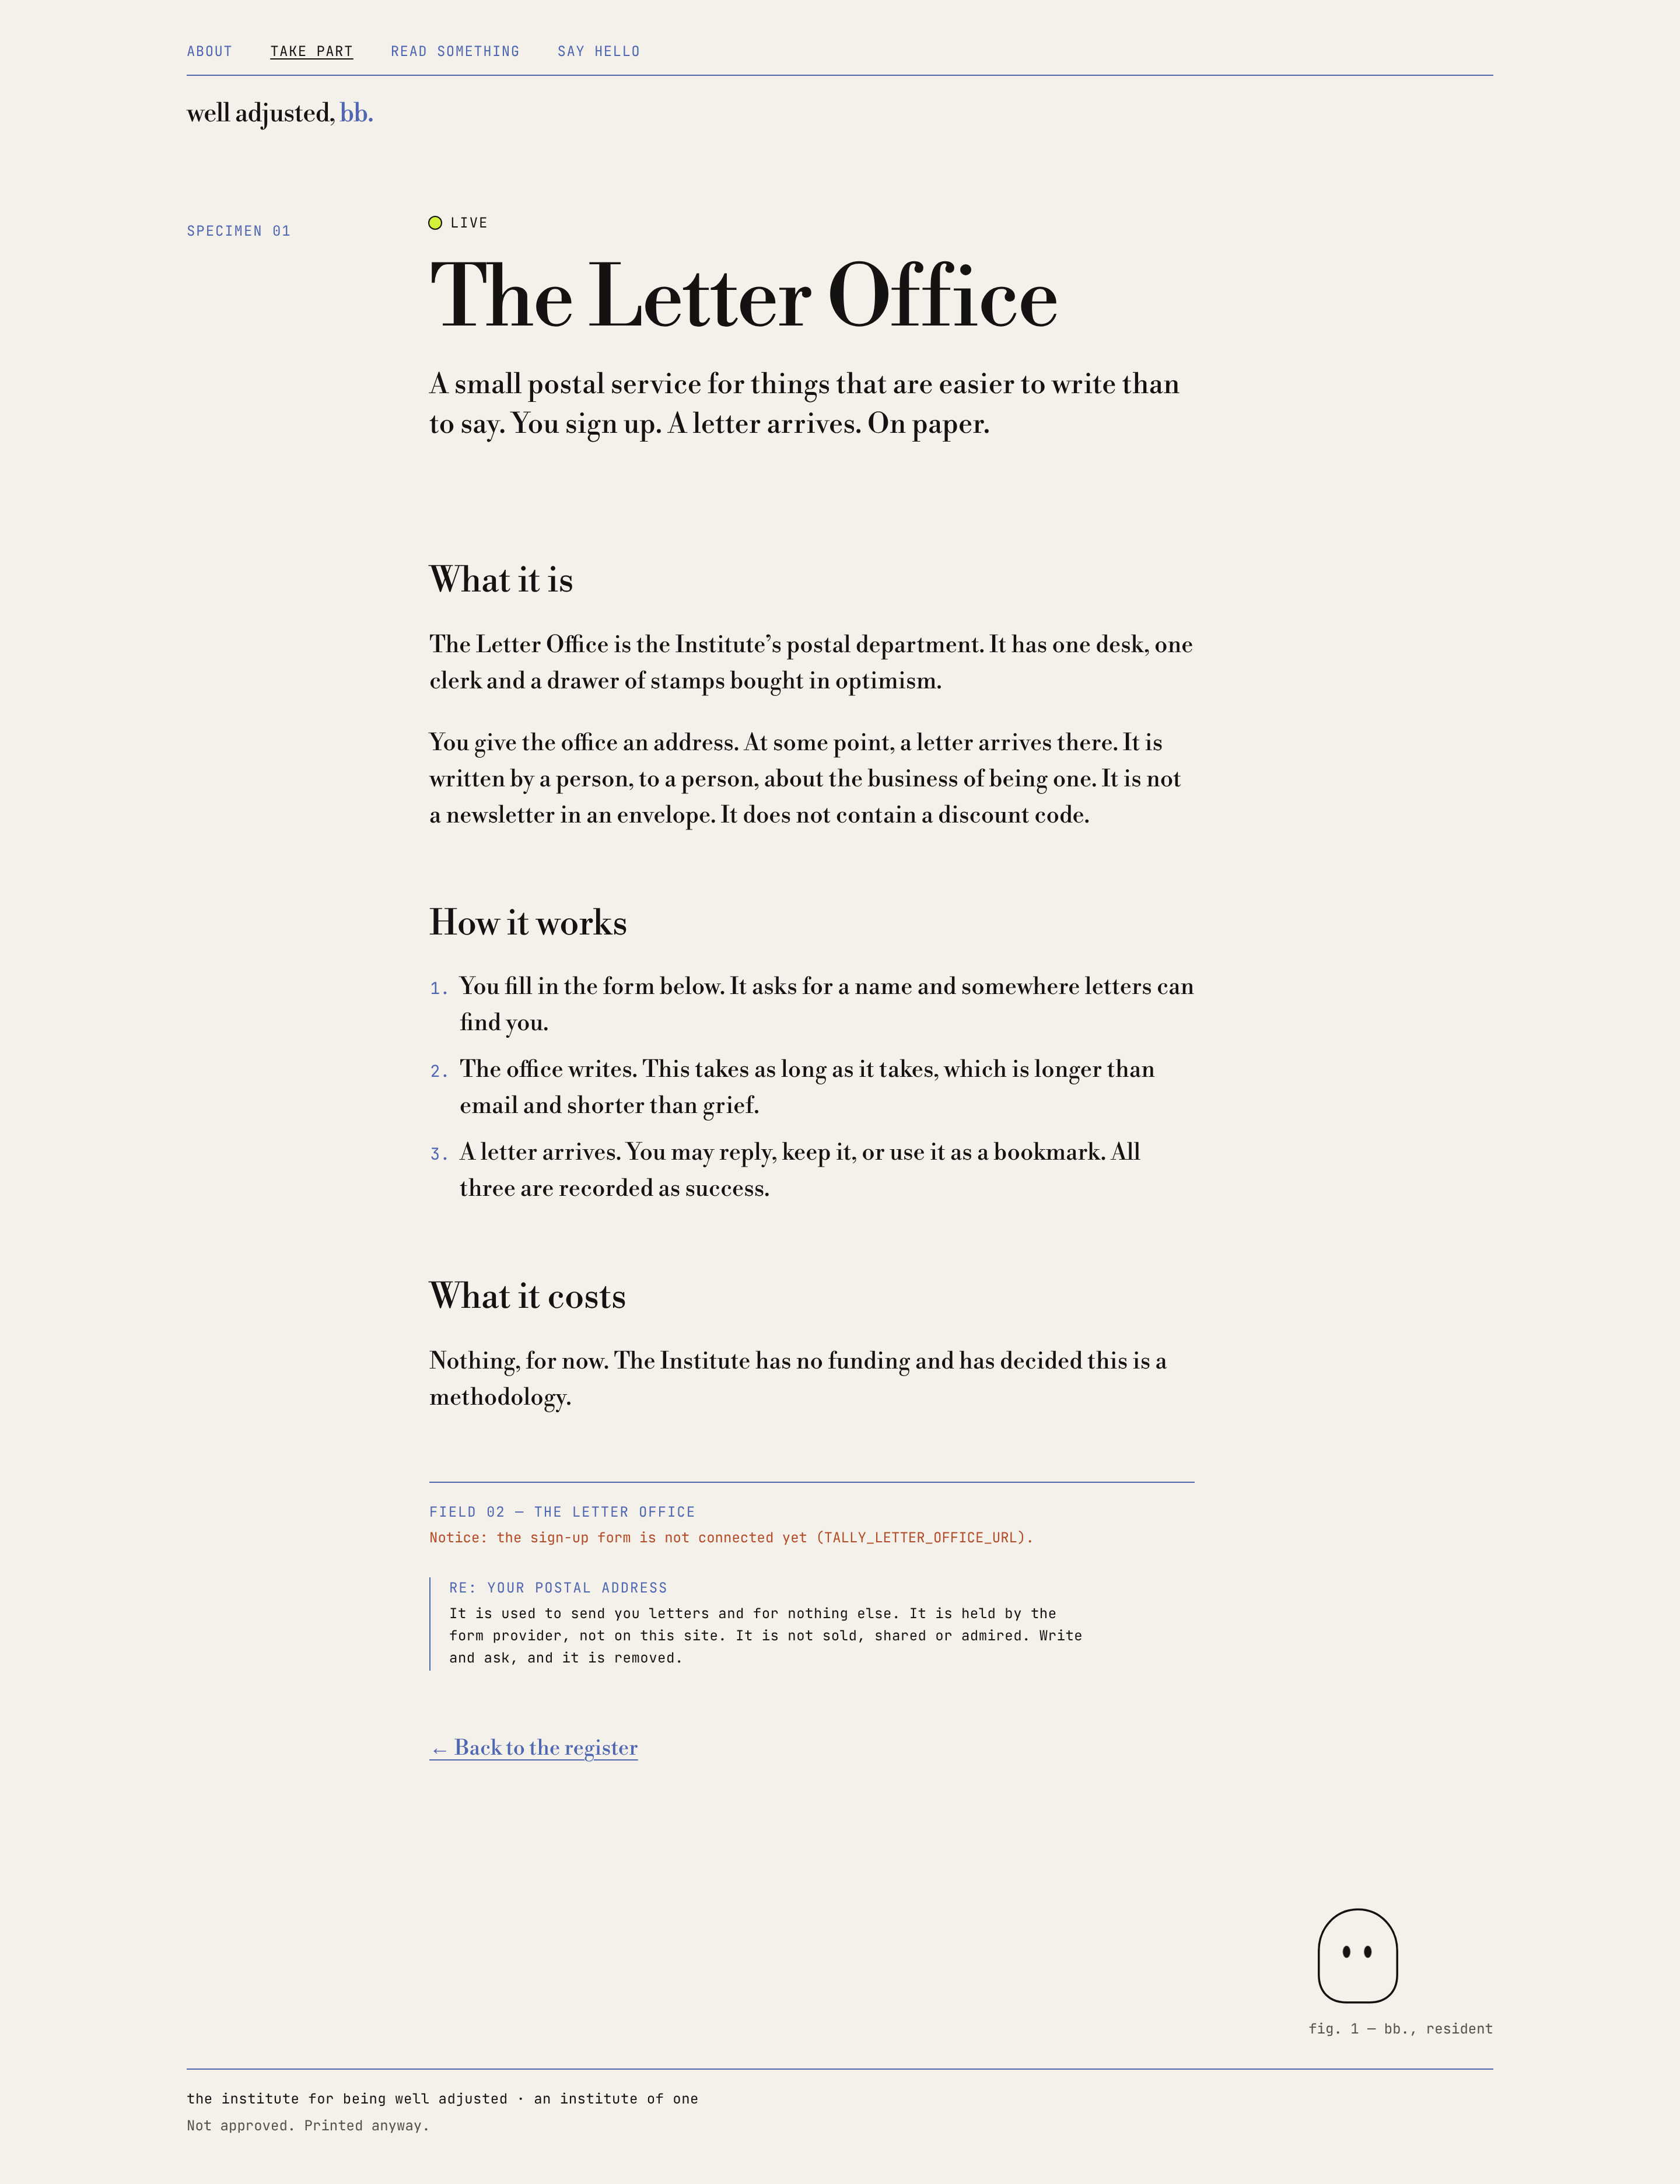 ABOUT TAKE PART READ SOMETHING SAY HELLO
well adjusted, bb.
SPECIMEN 01
LIVE
The Letter Office
A small postal service for things that are easier to write than
to say. You sign up. A letter arrives. On paper.
What it is
The Letter Office is the Institute’s postal department. It has one desk, one
clerk and a drawer of stamps bought in optimism.
You give the office an address. At some point, a letter arrives there. It is
written by a person, to a person, about the business of being one. It is not
a newsletter in an envelope. It does not contain a discount code.
How it works
1. You fill in the form below. It asks for a name and somewhere letters can
find you.
2. The office writes. This takes as long as it takes, which is longer than
email and shorter than grief.
3. A letter arrives. You may reply, keep it, or use it as a bookmark. All
three are recorded as success.
What it costs
Nothing, for now. The Institute has no funding and has decided this is a
methodology.
FIELD 02 — THE LETTER OFFICE
Notice: the sign-up form is not connected yet (TALLY_LETTER_OFFICE_URL).
RE: YOUR POSTAL ADDRESS
It is used to send you letters and for nothing else. It is held by the
form provider, not on this site. It is not sold, shared or admired. Write
and ask, and it is removed.
← Back to the register
fig. 1 — bb., resident
the institute for being well adjusted · an institute of one
Not approved. Printed anyway.